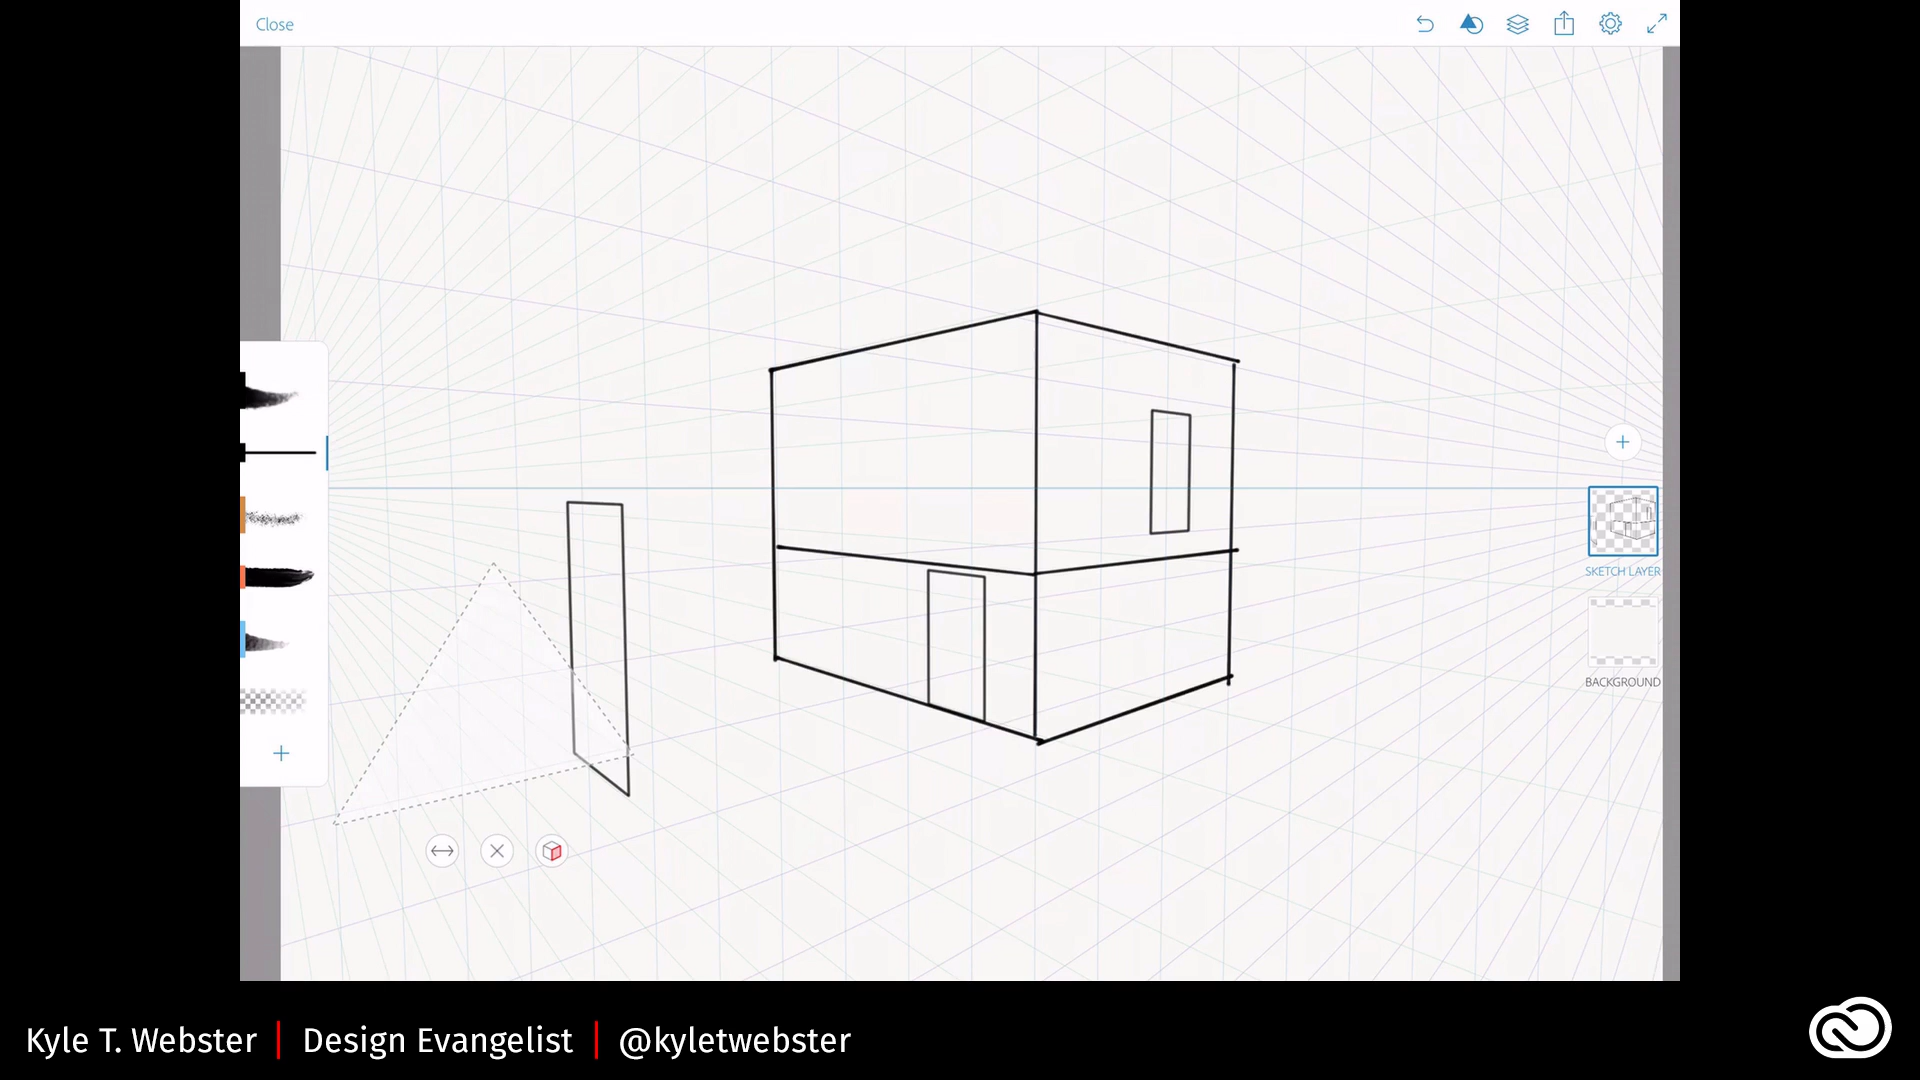 Close
SKETCH LAYER
BACKGROUND
Kyle T. Webster | Design Evangelist | @kyletwebster